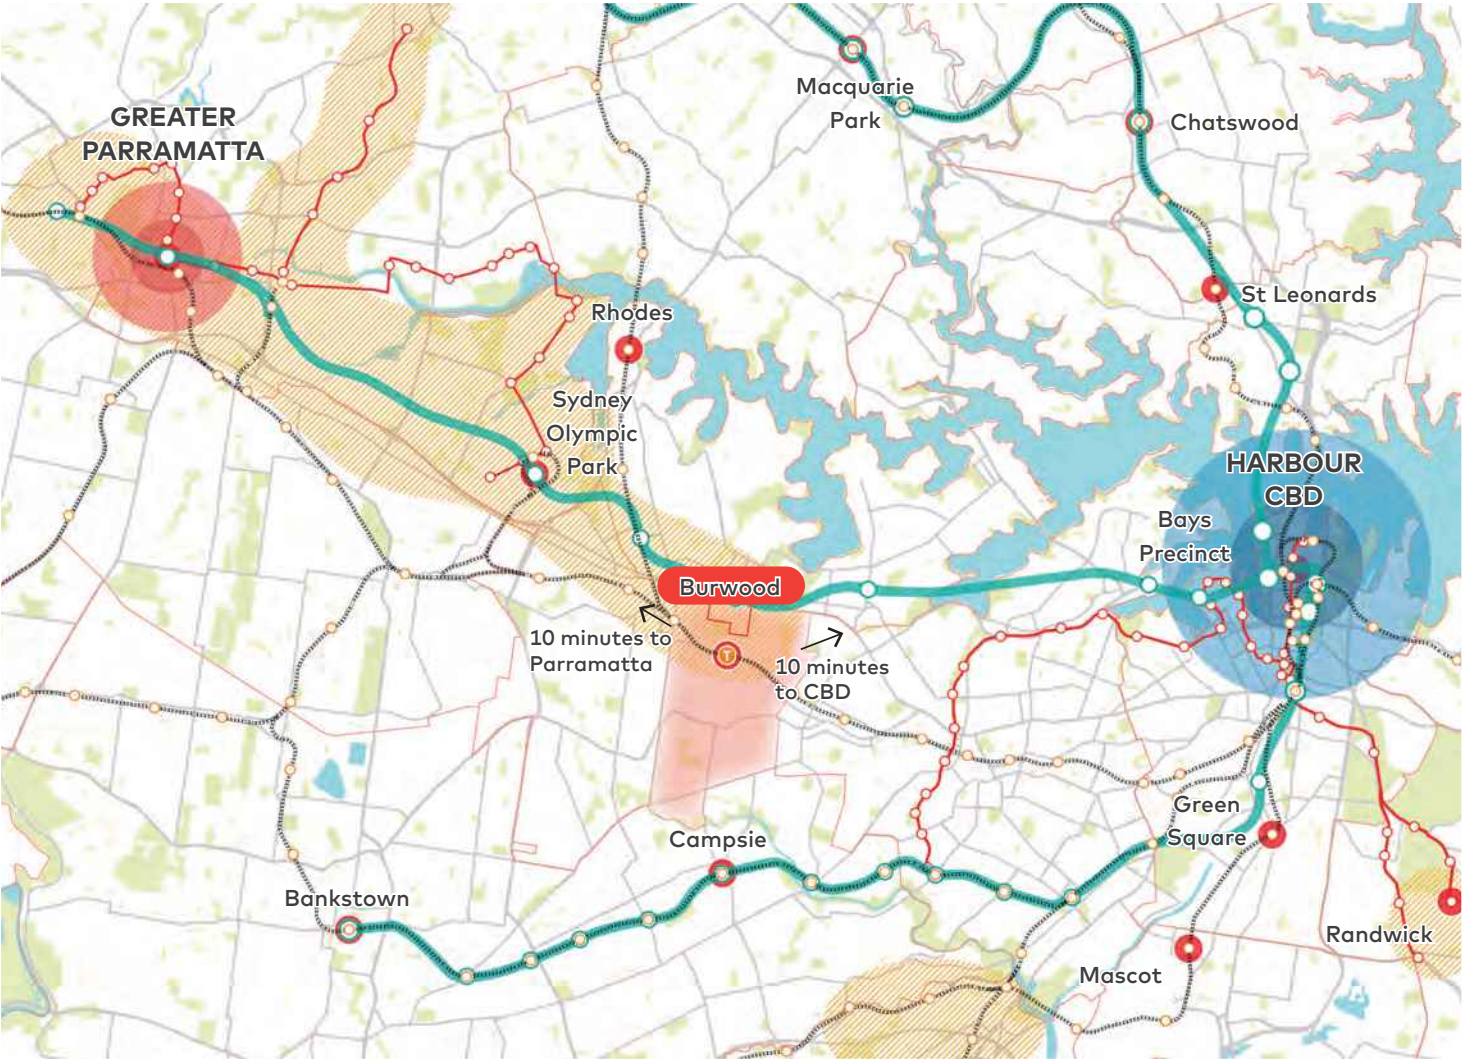 Macquarie
Park
Chatswood
GREATER
PARRAMATTA
St Leonards
Rhodes
Sydney
Olympic
Park
HARBOUR
CBD
Bays
Precinct
Burwood
10 minutes to
Parramatta
10 minutes
to CBD
T
Green
Square
Campsie
Bankstown
Randwick
Mascot